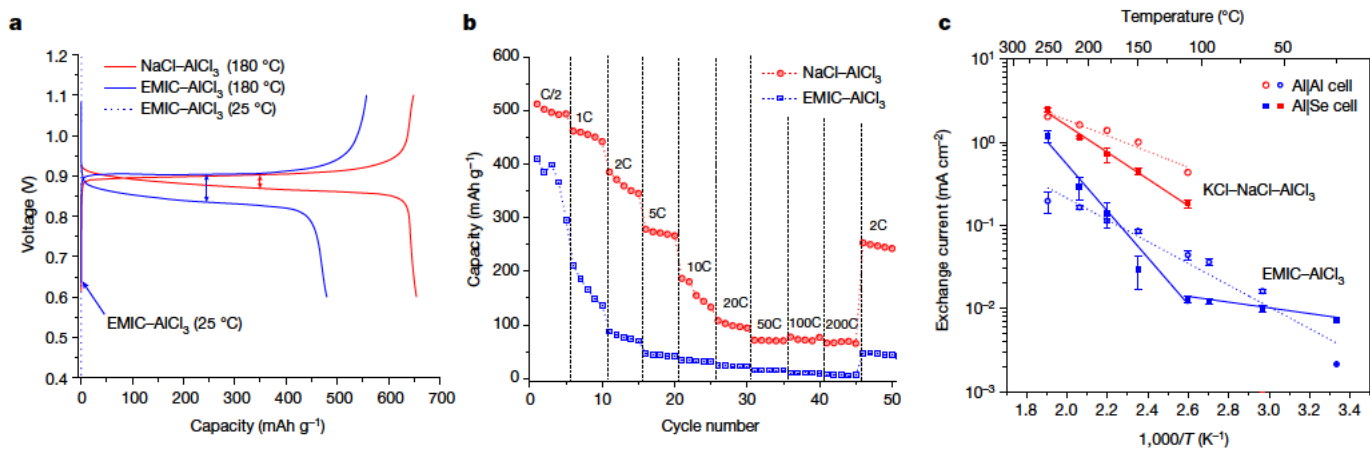 a
1.2
1.1
1.0
0.9
0.8
0.7
0.6
0.5
0.4
Voltage (V)
NaCl–AlCl₃ (180 °C)
EMIC–AlCl₃ (180 °C)
EMIC–AlCl₃ (25 °C)
EMIC–AlCl₃ (25 °C)
0 100 200 300 400 500 600 700
Capacity (mAh g⁻¹)
b
600
500
400
300
200
100
0
Capacity (mAh g⁻¹)
NaCl–AlCl₃
EMIC–AlCl₃
C/2
1C
2C
5C
10C
20C
50C
100C
200C
2C
0 10 20 30 40 50
Cycle number
c
Temperature (°C)
300 250 200 150 100 50
10¹
10⁰
10⁻¹
10⁻²
10⁻³
Exchange current (mA cm⁻²)
Al|Al cell
Al|Se cell
KCl–NaCl–AlCl₃
EMIC–AlCl₃
1.8 2.0 2.2 2.4 2.6 2.8 3.0 3.2 3.4
1,000/T (K⁻¹)